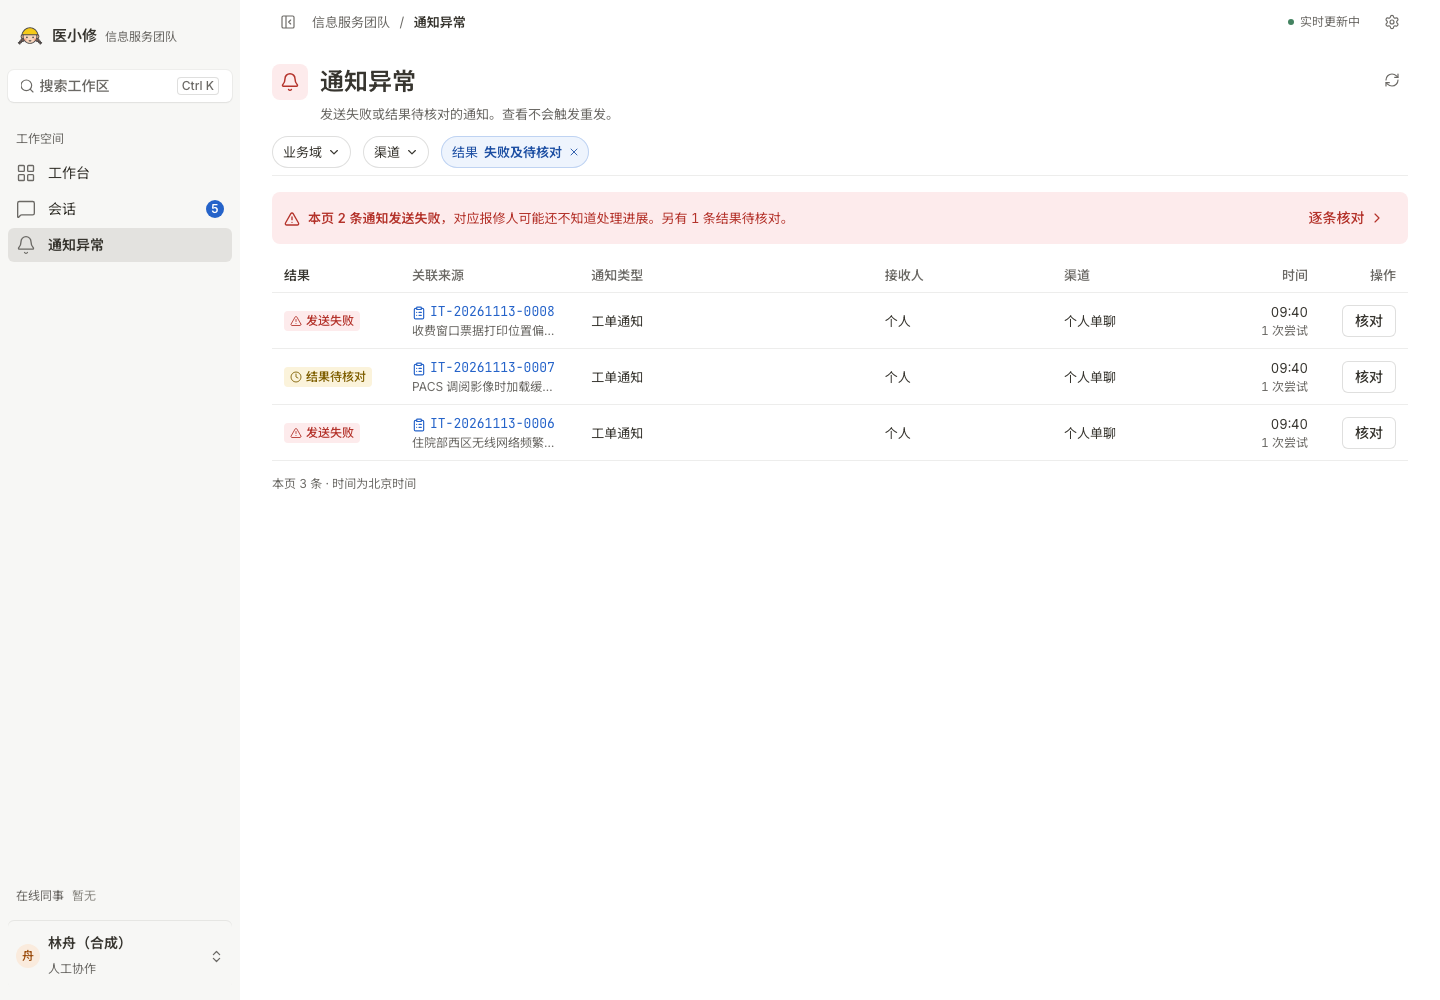 医小修 信息服务团队
搜索工作区 Ctrl K
工作空间
工作台
会话 5
通知异常
在线同事 暂无
舟 林舟（合成）
人工协作
信息服务团队 / 通知异常
实时更新中
通知异常
发送失败或结果待核对的通知。查看不会触发重发。
业务域 渠道 结果 失败及待核对
本页 2 条通知发送失败，对应报修人可能还不知道处理进展。另有 1 条结果待核对。 逐条核对
结果 关联来源 通知类型 接收人 渠道 时间 操作
发送失败 IT-20261113-0008 工单通知 个人 个人单聊 09:40 核对
收费窗口票据打印位置偏... 1 次尝试
结果待核对 IT-20261113-0007 工单通知 个人 个人单聊 09:40 核对
PACS 调阅影像时加载缓... 1 次尝试
发送失败 IT-20261113-0006 工单通知 个人 个人单聊 09:40 核对
住院部西区无线网络频繁... 1 次尝试
本页 3 条 · 时间为北京时间